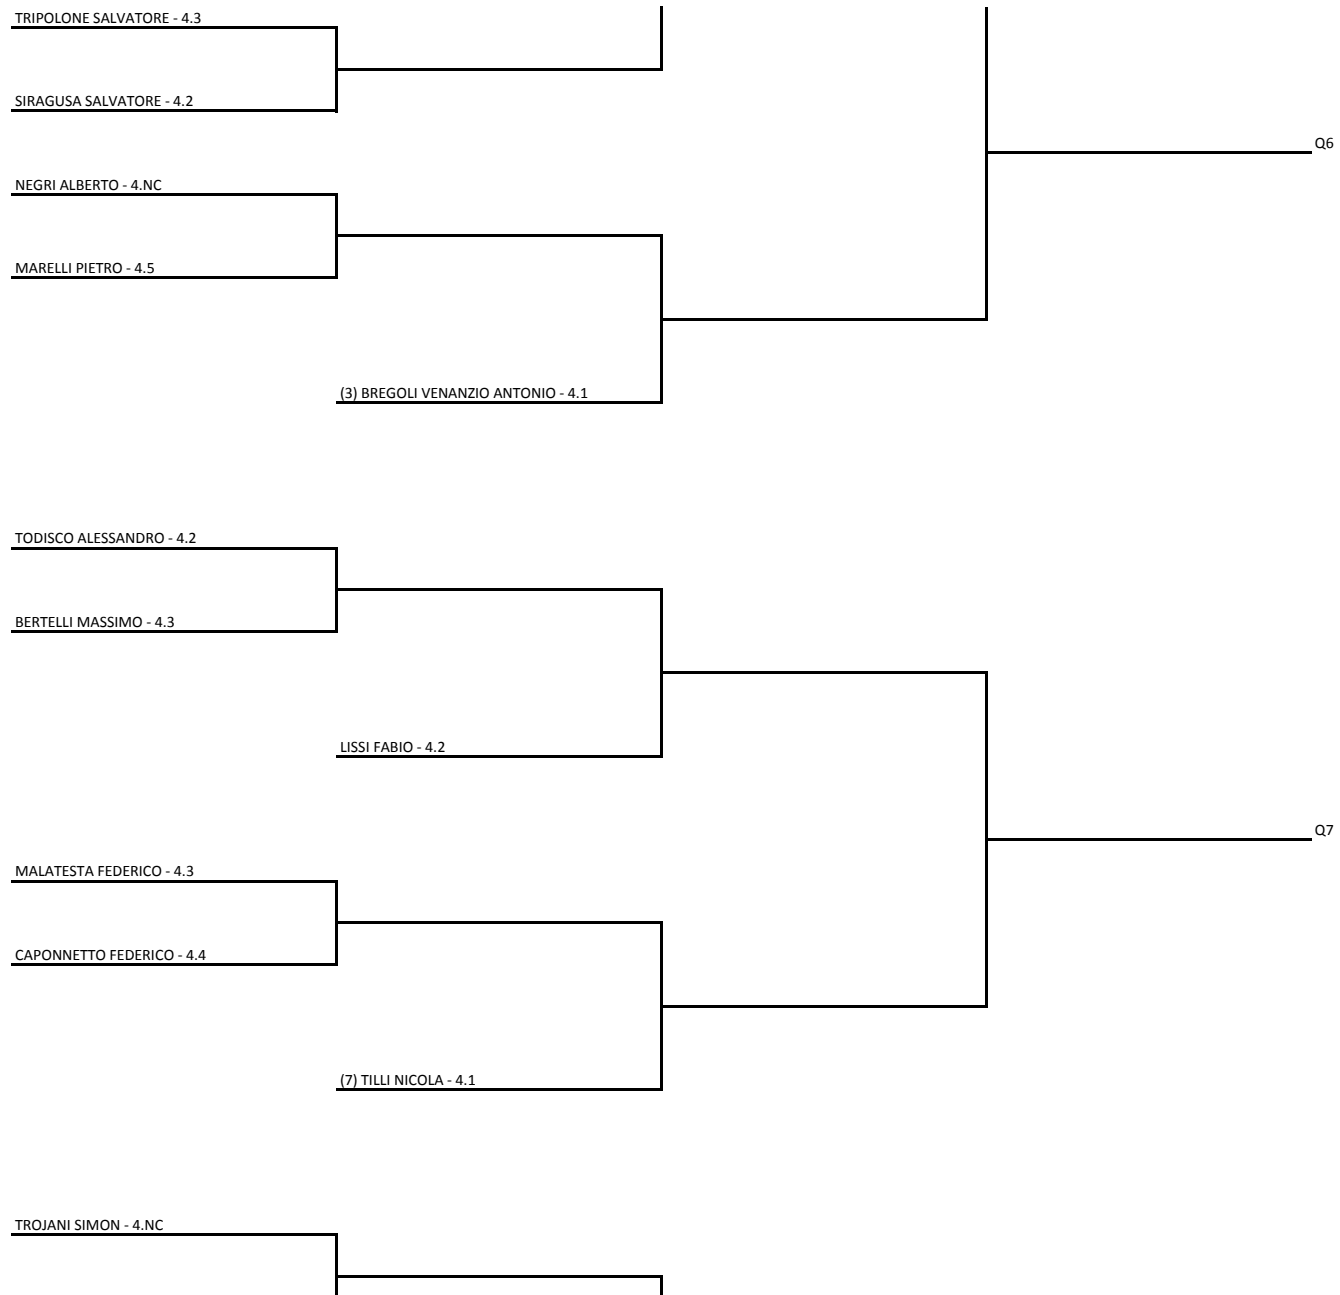 TRIPOLONE SALVATORE - 4.3
SIRAGUSA SALVATORE - 4.2
Q6
NEGRI ALBERTO - 4.NC
MARELLI PIETRO - 4.5
(3) BREGOLI VENANZIO ANTONIO - 4.1
TODISCO ALESSANDRO - 4.2
BERTELLI MASSIMO - 4.3
LISSI FABIO - 4.2
Q7
MALATESTA FEDERICO - 4.3
CAPONNETTO FEDERICO - 4.4
(7) TILLI NICOLA - 4.1
TROJANI SIMON - 4.NC